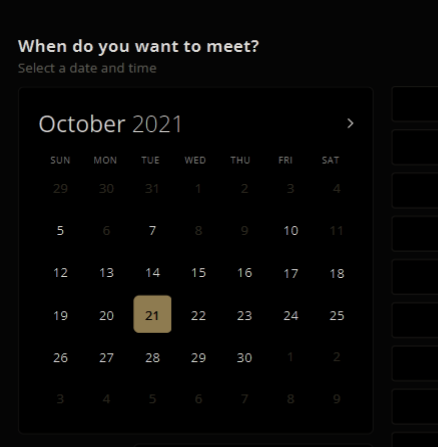 When do you want to meet?
Select a date and time
October 2021
SUN MON TUE WED THU FRI SAT
29 30 31 1 2 3 4
5 6 7 8 9 10 11
12 13 14 15 16 17 18
19 20 21 22 23 24 25
26 27 28 29 30 1 2
3 4 5 6 7 8 9